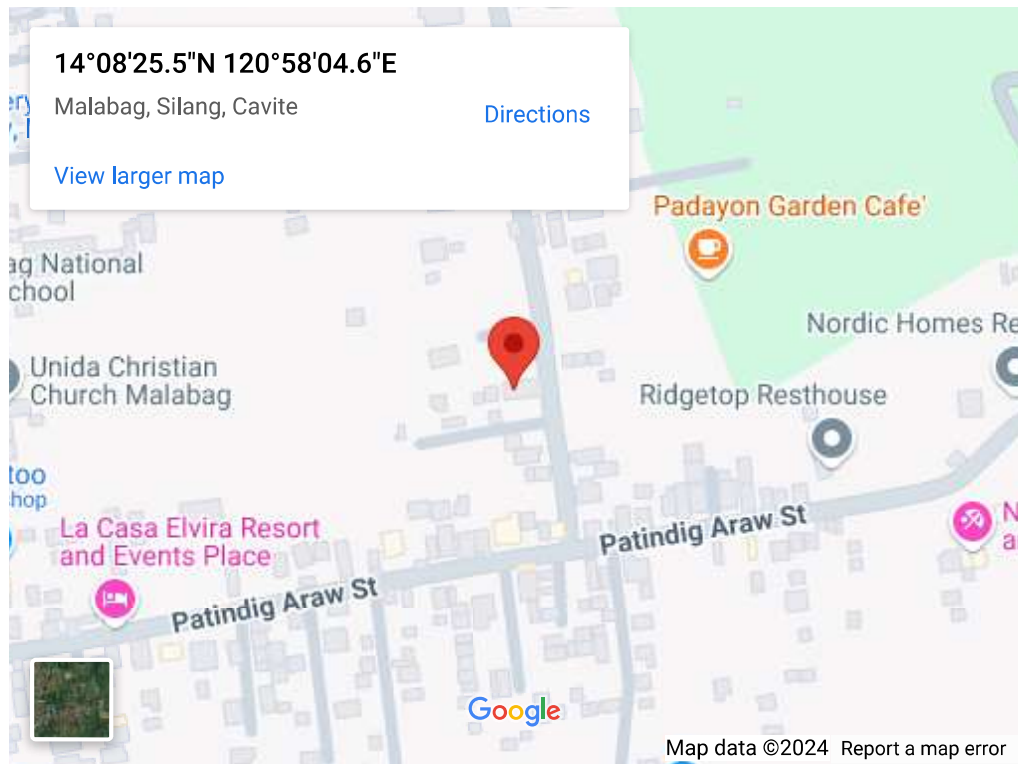 14°08'25.5"N 120°58'04.6"E
Malabag, Silang, Cavite
Directions
View larger map
Padayon Garden Cafe'
ag National
chool
Nordic Homes Re
Unida Christian
Church Malabag
Ridgetop Resthouse
too
hop
La Casa Elvira Resort
and Events Place
Patindig Araw St
Patindig Araw St
N
a
Google
Map data ©2024 Report a map error